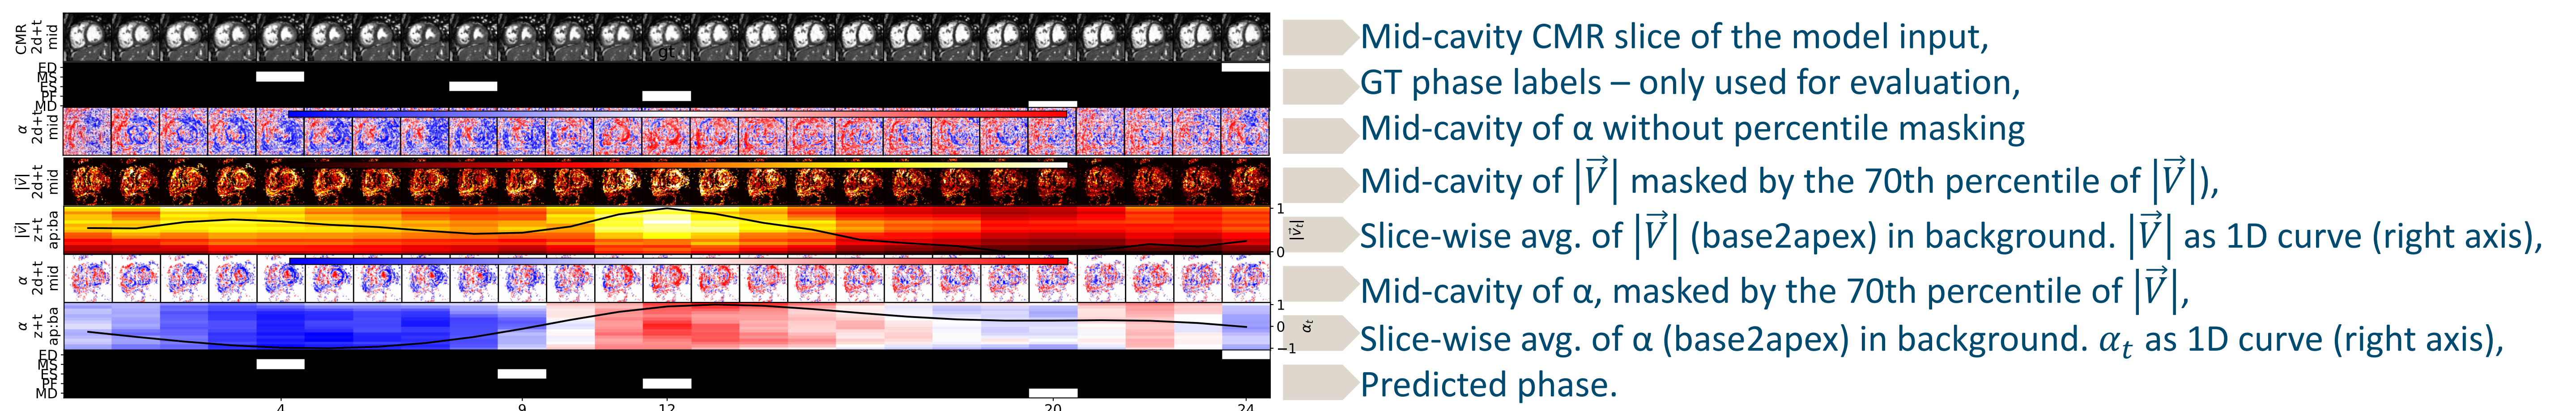 CMR
2d+t
mid
gt
Mid-cavity CMR slice of the model input,
ED
MS
ES
PF
MD
GT phase labels – only used for evaluation,
α
2d+t
mid
Mid-cavity of α without percentile masking
|v⃗|
2d+t
mid
Mid-cavity of |V⃗| masked by the 70th percentile of |V⃗|),
|v⃗|
z+t
ap:ba
1
0
|v⃗ₜ|
Slice-wise avg. of |V⃗| (base2apex) in background. |V⃗| as 1D curve (right axis),
α
2d+t
mid
Mid-cavity of α, masked by the 70th percentile of |V⃗|,
α
z+t
ap:ba
1
0
−1
αₜ
Slice-wise avg. of α (base2apex) in background. αₜ as 1D curve (right axis),
ED
MS
ES
PF
MD
Predicted phase.
4 9 12 20 24